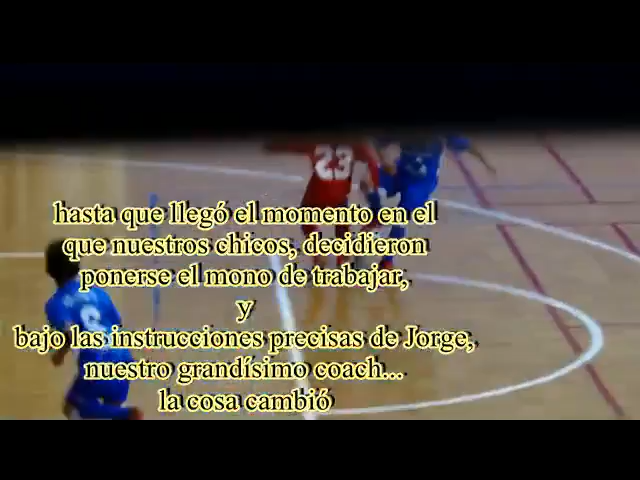 23
hasta que llegó el momento en el
que nuestros chicos, decidieron
ponerse el mono de trabajar,
y
bajo las instrucciones precisas de Jorge,
nuestro grandísimo coach...
la cosa cambió